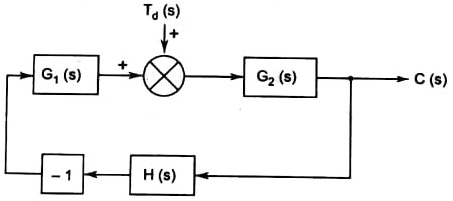 T_d (s)
+
G_1 (s)
+
G_2 (s)
C (s)
– 1
H (s)